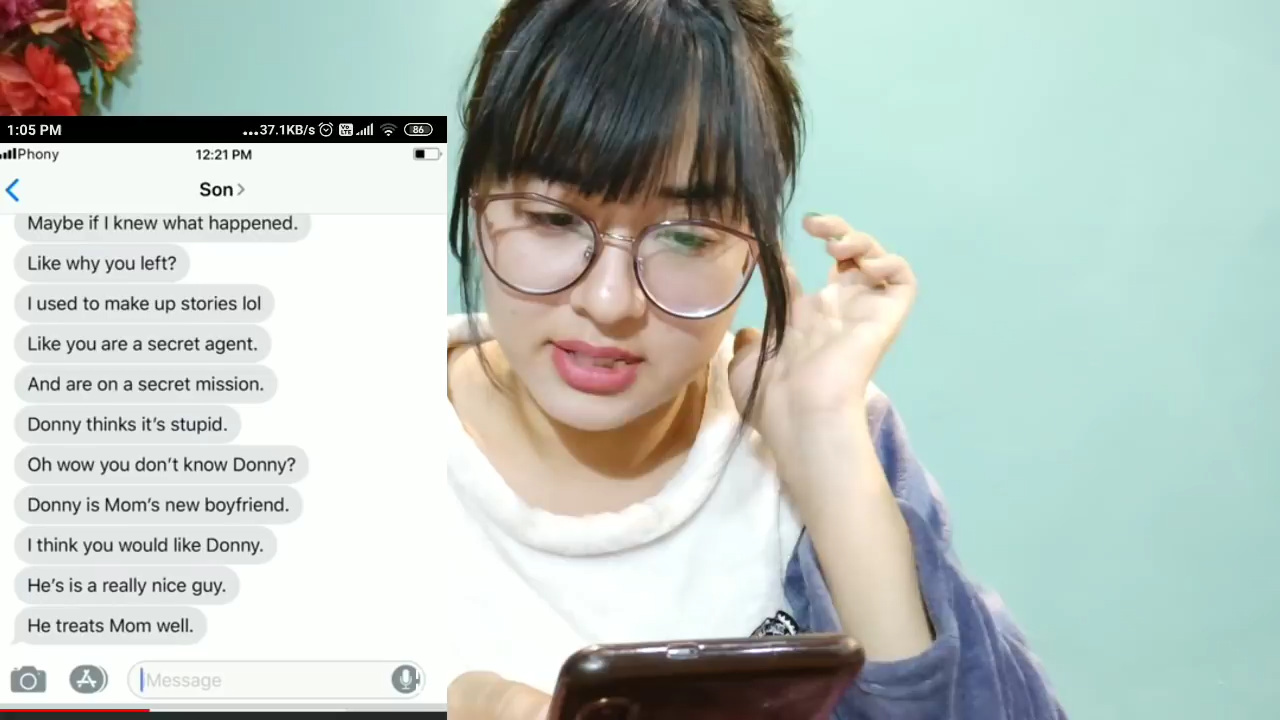 1:05 PM
...37.1KB/s
86
Phony
12:21 PM
Son
Maybe if I knew what happened.
Like why you left?
I used to make up stories lol
Like you are a secret agent.
And are on a secret mission.
Donny thinks it's stupid.
Oh wow you don't know Donny?
Donny is Mom's new boyfriend.
I think you would like Donny.
He's is a really nice guy.
He treats Mom well.
Message